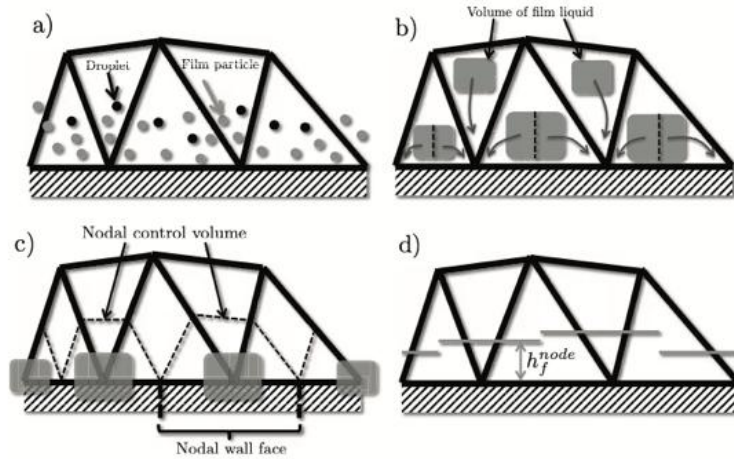 a)
Droplet
Film particle
b)
Volume of film liquid
c)
Nodal control volume
Nodal wall face
d)
h_f^{node}